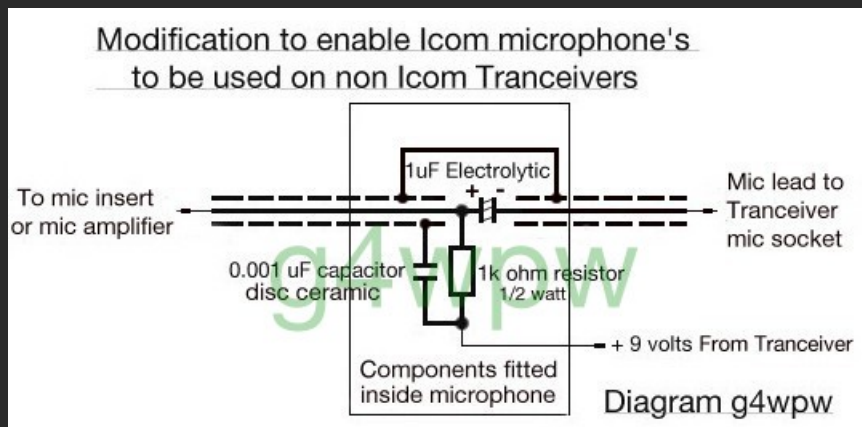 Modification to enable Icom microphone's
to be used on non Icom Tranceivers
1uF Electrolytic
+ -
To mic insert
or mic amplifier
Mic lead to
Tranceiver
mic socket
g4wpw
0.001 uF capacitor
disc ceramic
1k ohm resistor
1/2 watt
+ 9 volts From Tranceiver
Components fitted
inside microphone
Diagram g4wpw